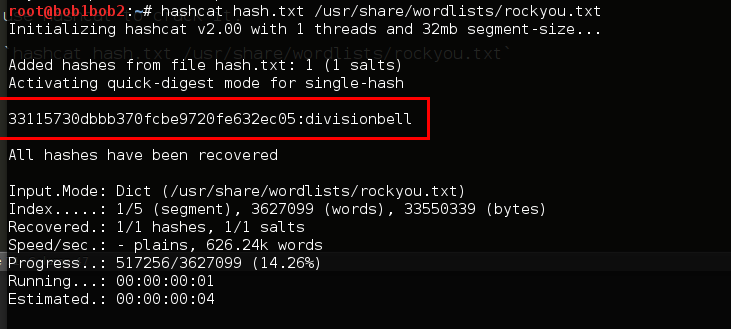 root@bob1bob2:~# hashcat hash.txt /usr/share/wordlists/rockyou.txt
Initializing hashcat v2.00 with 1 threads and 32mb segment-size...
`hashcat hash.txt /usr/share/wordlists/rockyou.txt`
Added hashes from file hash.txt: 1 (1 salts)
Activating quick-digest mode for single-hash
33115730dbbb370fcbe9720fe632ec05:divisionbell
All hashes have been recovered
Input.Mode: Dict (/usr/share/wordlists/rockyou.txt)
Index.....: 1/5 (segment), 3627099 (words), 33550339 (bytes)
Recovered.: 1/1 hashes, 1/1 salts
Speed/sec.: - plains, 626.24k words
Progress..: 517256/3627099 (14.26%)
Running...: 00:00:00:01
Estimated.: 00:00:00:04